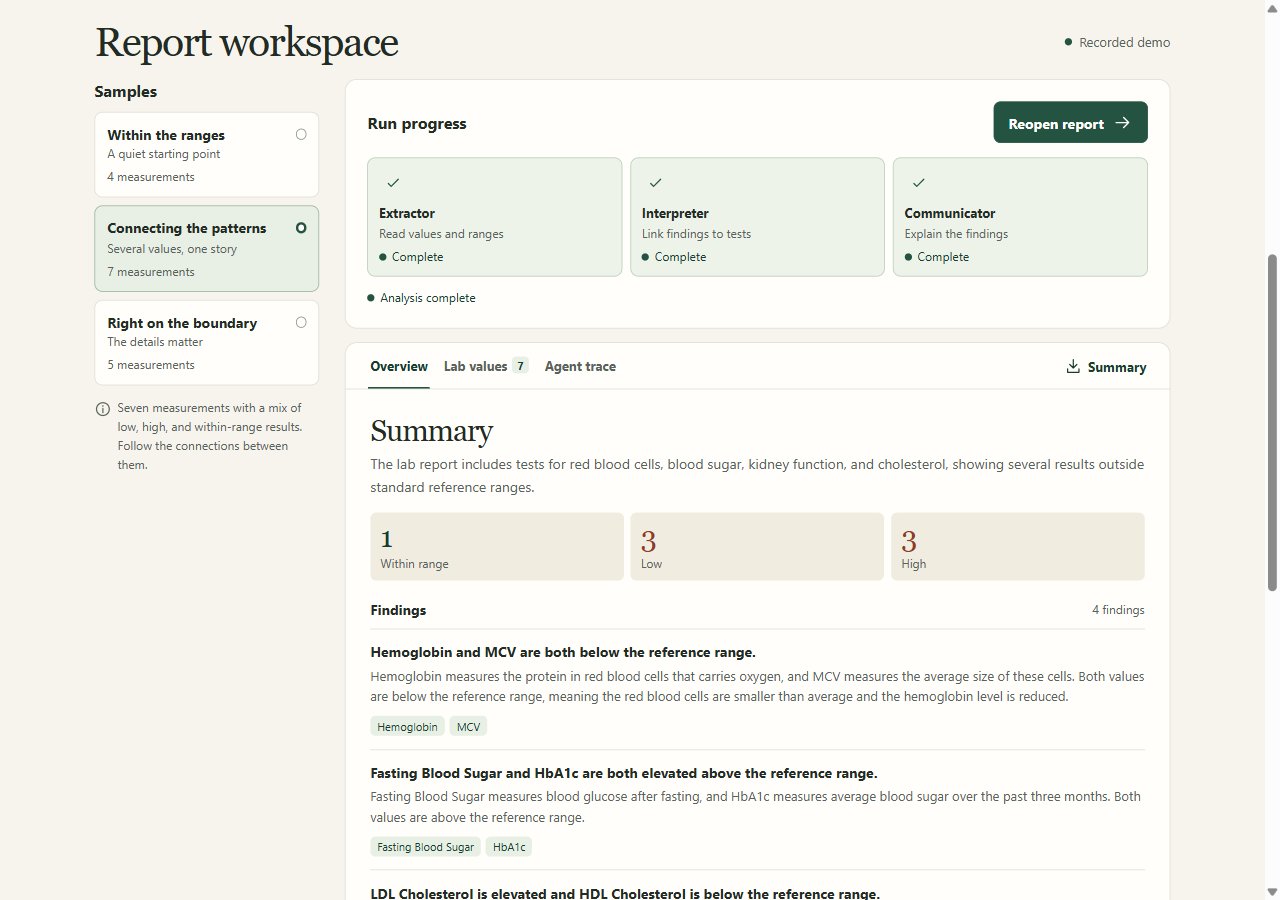 Report workspace
Recorded demo
Samples
Within the ranges
A quiet starting point
4 measurements
Connecting the patterns
Several values, one story
7 measurements
Right on the boundary
The details matter
5 measurements
Seven measurements with a mix of
low, high, and within-range results.
Follow the connections between
them.
Run progress
Reopen report
Extractor
Read values and ranges
Complete
Interpreter
Link findings to tests
Complete
Communicator
Explain the findings
Complete
Analysis complete
Overview
Lab values 7
Agent trace
Summary
Summary
The lab report includes tests for red blood cells, blood sugar, kidney function, and cholesterol, showing several results outside
standard reference ranges.
1
Within range
3
Low
3
High
Findings
4 findings
Hemoglobin and MCV are both below the reference range.
Hemoglobin measures the protein in red blood cells that carries oxygen, and MCV measures the average size of these cells. Both values
are below the reference range, meaning the red blood cells are smaller than average and the hemoglobin level is reduced.
Hemoglobin
MCV
Fasting Blood Sugar and HbA1c are both elevated above the reference range.
Fasting Blood Sugar measures blood glucose after fasting, and HbA1c measures average blood sugar over the past three months. Both
values are above the reference range.
Fasting Blood Sugar
HbA1c
LDL Cholesterol is elevated and HDL Cholesterol is below the reference range.